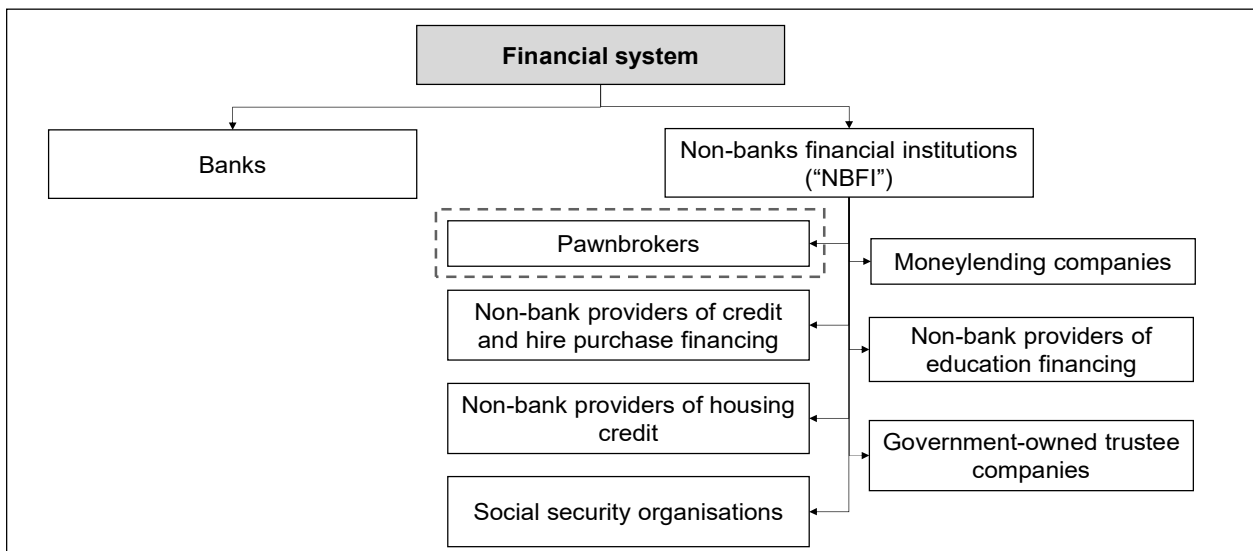 Financial system
Banks
Non-banks financial institutions
(“NBFI”)
Pawnbrokers
Moneylending companies
Non-bank providers of credit
and hire purchase financing
Non-bank providers of
education financing
Non-bank providers of housing
credit
Government-owned trustee
companies
Social security organisations